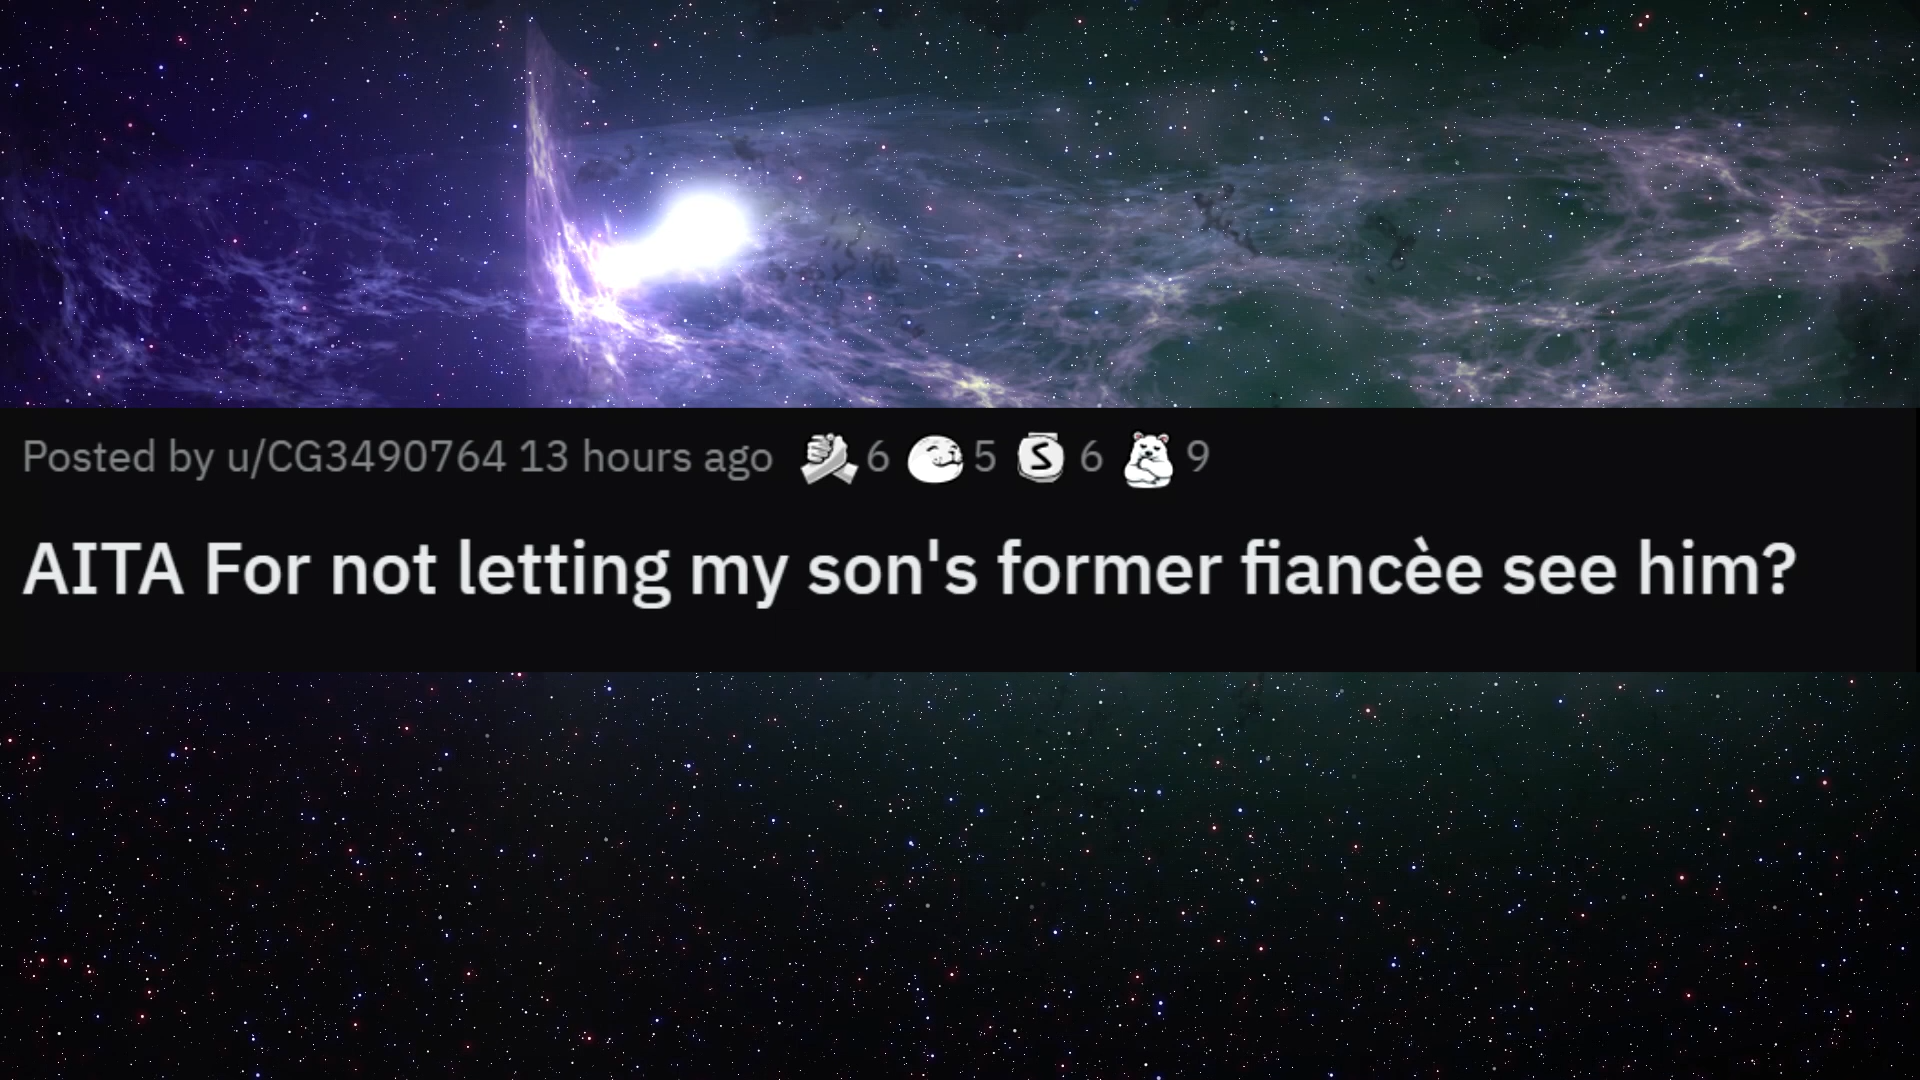 Posted by u/CG3490764 13 hours ago 6 5 S 6 9
AITA For not letting my son's former fiancèe see him?